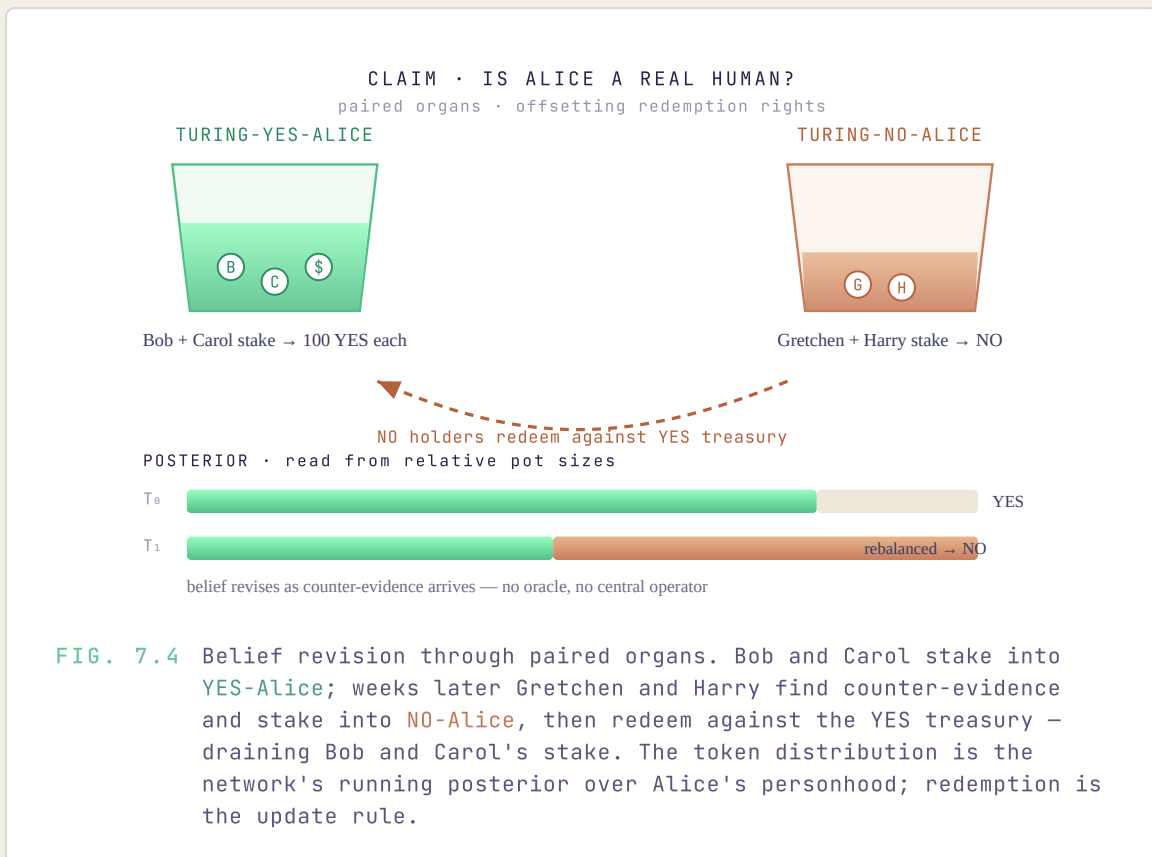 CLAIM · IS ALICE A REAL HUMAN?
paired organs · offsetting redemption rights
TURING-YES-ALICE
TURING-NO-ALICE
B
C
$
G
H
Bob + Carol stake → 100 YES each
Gretchen + Harry stake → NO
NO holders redeem against YES treasury
POSTERIOR · read from relative pot sizes
T₀
YES
T₁
rebalanced → NO
belief revises as counter-evidence arrives — no oracle, no central operator
FIG. 7.4 Belief revision through paired organs. Bob and Carol stake into
YES-Alice; weeks later Gretchen and Harry find counter-evidence
and stake into NO-Alice, then redeem against the YES treasury —
draining Bob and Carol's stake. The token distribution is the
network's running posterior over Alice's personhood; redemption is
the update rule.